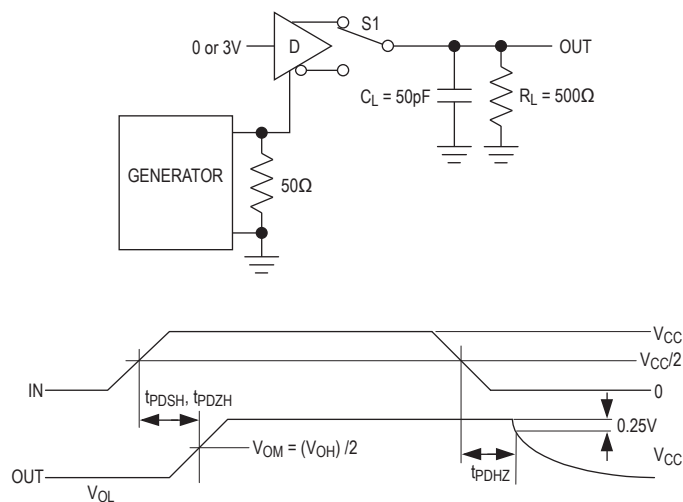 S1
0 or 3V
D
OUT
C_L = 50pF
R_L = 500Ω
GENERATOR
50Ω
V_CC
V_CC/2
IN
0
t_PDSH, t_PDZH
0.25V
V_OM = (V_OH) /2
t_PDHZ
V_CC
OUT
V_OL